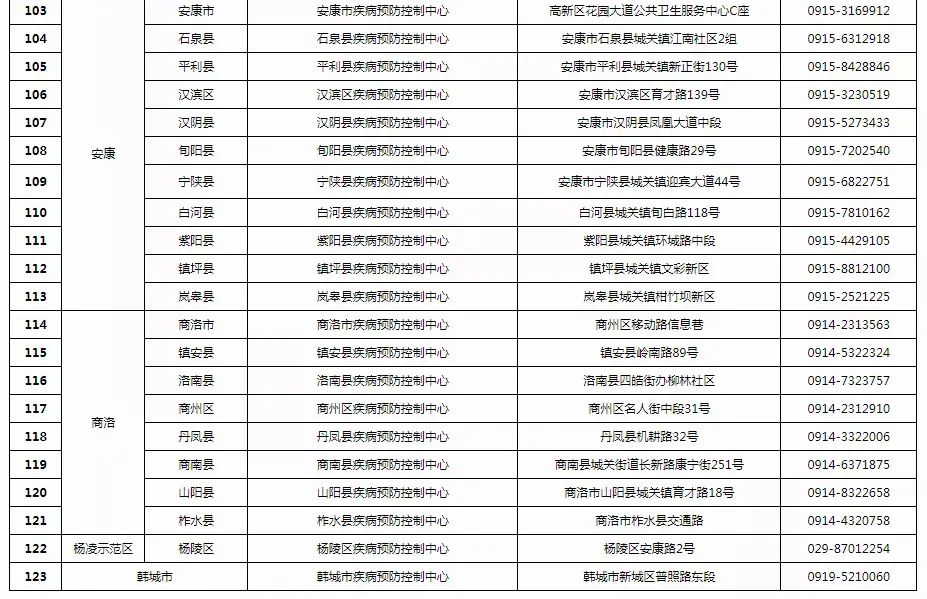 103 安康市 安康市疾病预防控制中心 高新区花园大道公共卫生服务中心C座 0915-3169912
104 石泉县 石泉县疾病预防控制中心 安康市石泉县城关镇江南社区2组 0915-6312918
105 平利县 平利县疾病预防控制中心 安康市平利县城关镇新正街130号 0915-8428846
106 汉滨区 汉滨区疾病预防控制中心 安康市汉滨区育才路139号 0915-3230519
107 汉阴县 汉阴县疾病预防控制中心 安康市汉阴县凤凰大道中段 0915-5273433
108 安康 旬阳县 旬阳县疾病预防控制中心 安康市旬阳县健康路29号 0915-7202540
109 宁陕县 宁陕县疾病预防控制中心 安康市宁陕县城关镇迎宾大道44号 0915-6822751
110 白河县 白河县疾病预防控制中心 白河县城关镇旬白路118号 0915-7810162
111 紫阳县 紫阳县疾病预防控制中心 紫阳县城关镇环城路中段 0915-4429105
112 镇坪县 镇坪县疾病预防控制中心 镇坪县城关镇文彩新区 0915-8812100
113 岚皋县 岚皋县疾病预防控制中心 岚皋县城关镇柑竹坝新区 0915-2521225
114 商洛市 商洛市疾病预防控制中心 商州区移动路信息巷 0914-2313563
115 镇安县 镇安县疾病预防控制中心 镇安县岭南路89号 0914-5322324
116 洛南县 洛南县疾病预防控制中心 洛南县四皓街办柳林社区 0914-7323757
117 商洛 商州区 商州区疾病预防控制中心 商州区名人街中段31号 0914-2312910
118 丹凤县 丹凤县疾病预防控制中心 丹凤县机耕路32号 0914-3322006
119 商南县 商南县疾病预防控制中心 商南县城关街道长新路康宁街251号 0914-6371875
120 山阳县 山阳县疾病预防控制中心 商洛市山阳县城关镇育才路18号 0914-8322658
121 柞水县 柞水县疾病预防控制中心 商洛市柞水县交通路 0914-4320758
122 杨凌示范区 杨陵区 杨陵区疾病预防控制中心 杨陵区安康路2号 029-87012254
123 韩城市 韩城市疾病预防控制中心 韩城市新城区普照路东段 0919-5210060